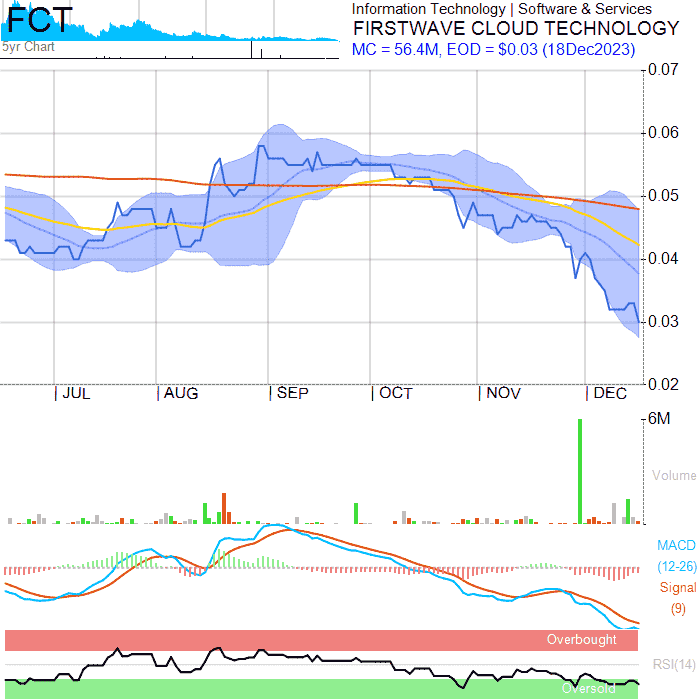 FCT
5yr Chart
Information Technology | Software & Services
FIRSTWAVE CLOUD TECHNOLOGY
MC = 56.4M, EOD = $0.03 (18Dec2023)
0.07
0.06
0.05
0.04
0.03
0.02
JUL AUG SEP OCT NOV DEC
6M
Volume
MACD
(12-26)
Signal
(9)
Overbought
RSI(14)
Oversold